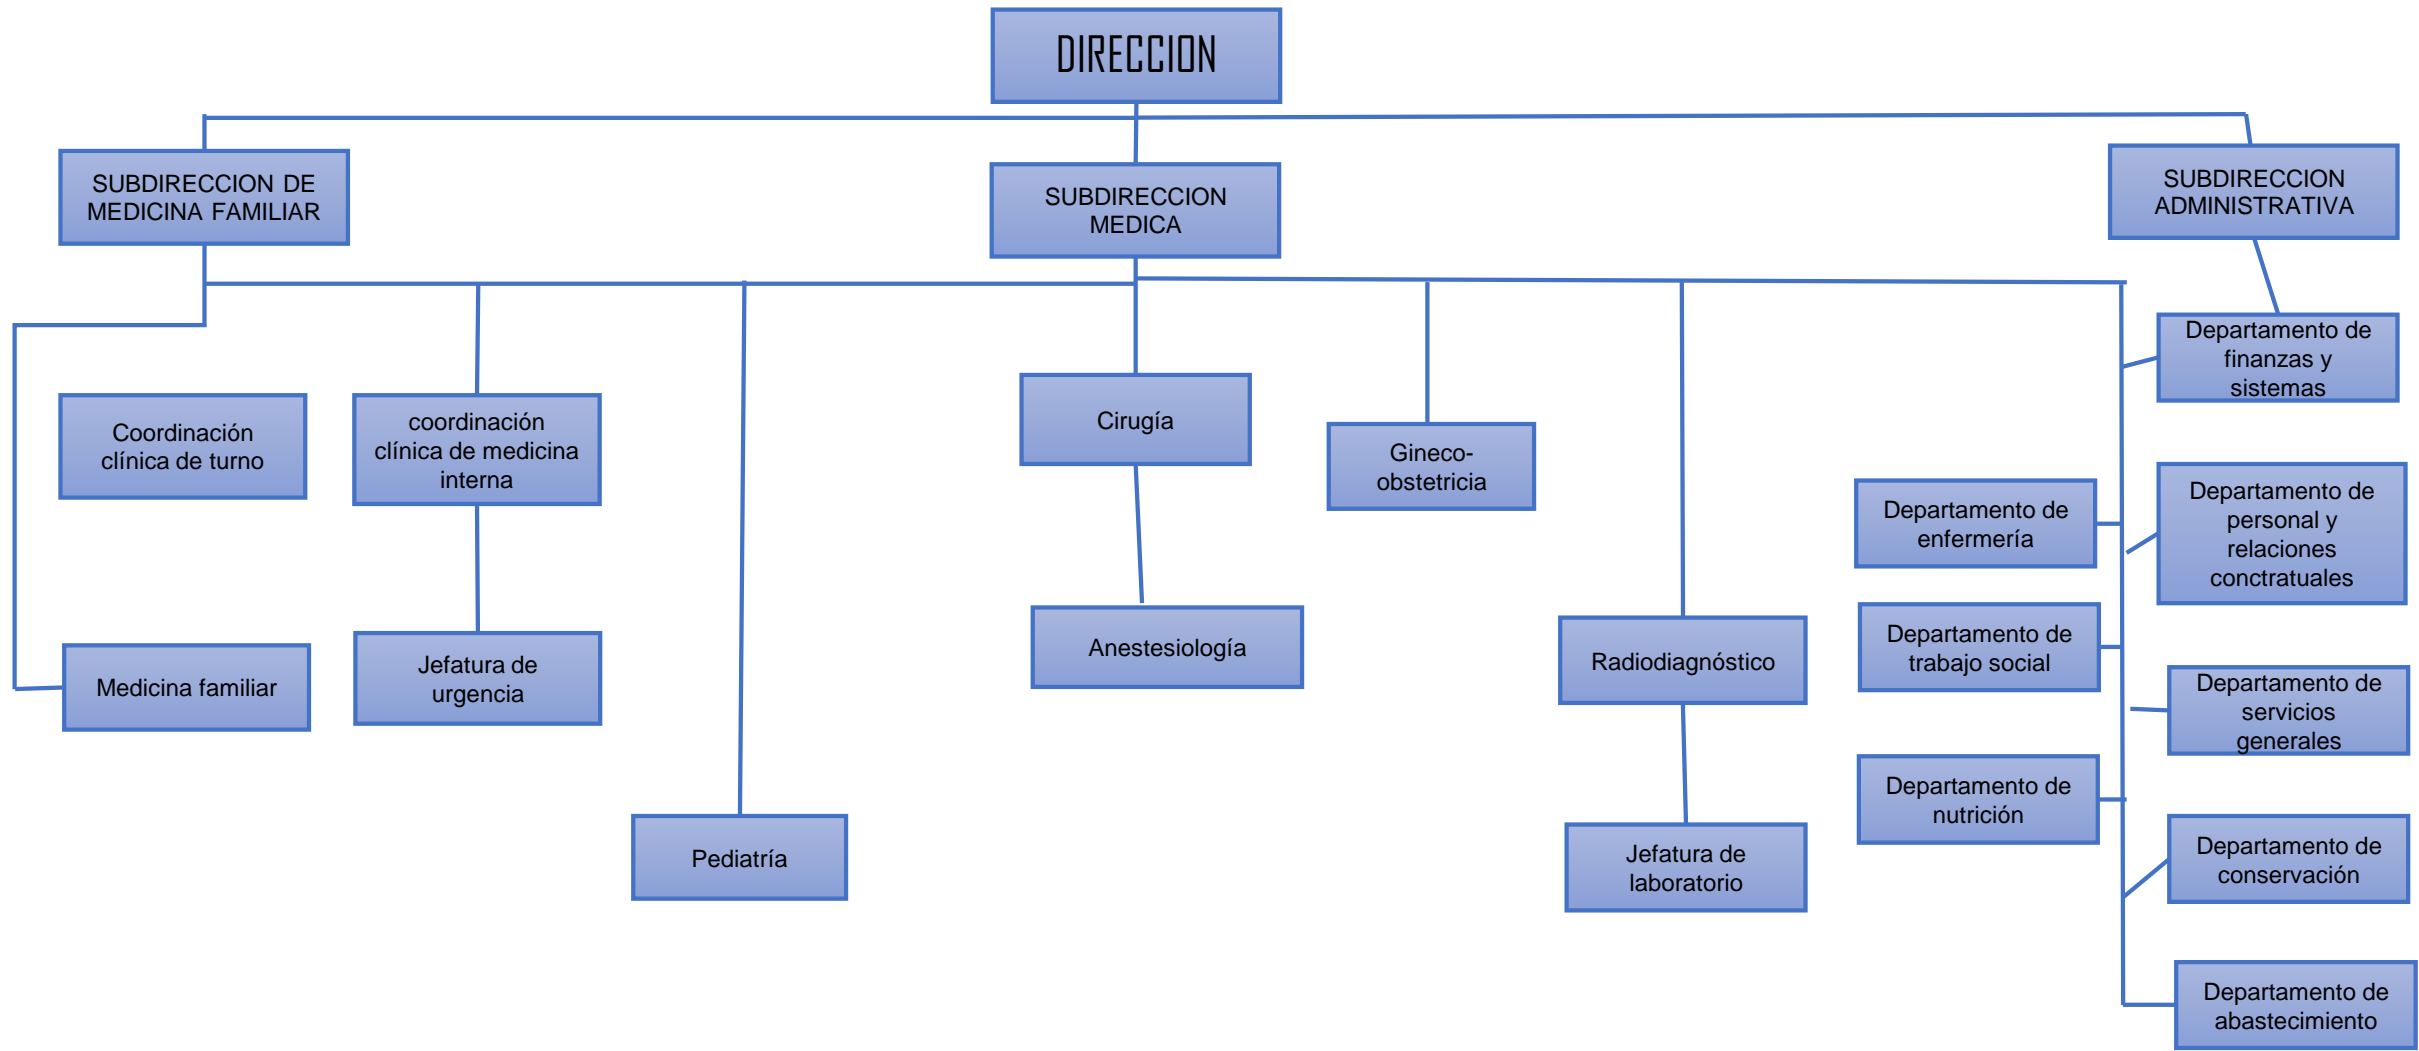 DIRECCION
SUBDIRECCION DE
MEDICINA FAMILIAR
SUBDIRECCION
MEDICA
SUBDIRECCION
ADMINISTRATIVA
Coordinación
clínica de turno
coordinación
clínica de medicina
interna
Cirugía
Gineco-
obstetricia
Departamento de
finanzas y
sistemas
Departamento de
enfermería
Departamento de
personal y
relaciones
conctratuales
Medicina familiar
Jefatura de
urgencia
Anestesiología
Radiodiagnóstico
Departamento de
trabajo social
Departamento de
servicios
generales
Pediatría
Jefatura de
laboratorio
Departamento de
nutrición
Departamento de
conservación
Departamento de
abastecimiento